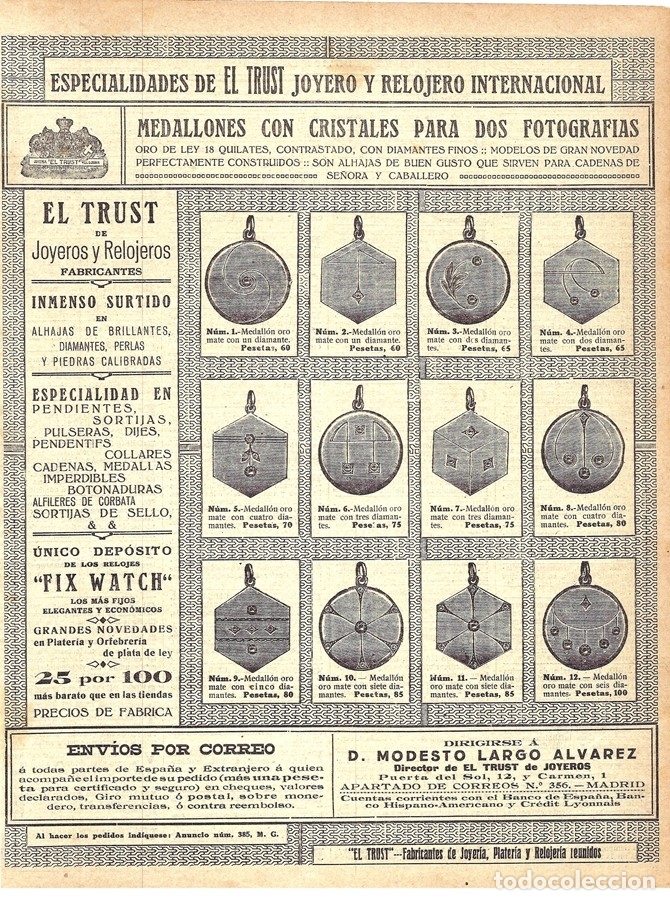 ESPECIALIDADES DE EL TRUST JOYERO Y RELOJERO INTERNACIONAL
MEDALLONES CON CRISTALES PARA DOS FOTOGRAFIAS
ORO DE LEY 18 QUILATES, CONTRASTADO, CON DIAMANTES FINOS :: MODELOS DE GRAN NOVEDAD
PERFECTAMENTE CONSTRUIDOS :: SON ALHAJAS DE BUEN GUSTO QUE SIRVEN PARA CADENAS DE
SEÑORA Y CABALLERO
EL TRUST
DE
Joyeros y Relojeros
FABRICANTES
INMENSO SURTIDO
EN
ALHAJAS DE BRILLANTES,
DIAMANTES, PERLAS
Y PIEDRAS CALIBRADAS
ESPECIALIDAD EN
PENDIENTES,
SORTIJAS,
PULSERAS, DIJES,
PENDENTIFS
COLLARES
CADENAS, MEDALLAS
IMPERDIBLES
BOTONADURAS
ALFILERES DE CORBATA
SORTIJAS DE SELLO,
& &
ÚNICO DEPÓSITO
DE LOS RELOJES
"FIX WATCH"
LOS MÁS FIJOS
ELEGANTES Y ECONÓMICOS
GRANDES NOVEDADES
en Platería y Orfebrería
de plata de ley
25 por 100
más barato que en las tiendas
PRECIOS DE FABRICA
Núm. 1.-Medallón oro
mate con un diamante.
Pesetas, 60
Núm. 2.-Medallón oro
mate con un diamante.
Pesetas, 60
Núm. 3.-Medallón oro
mate con dos diaman-
tes. Pesetas, 65
Núm. 4.-Medallón oro
mate con dos diaman-
tes. Pesetas, 65
Núm. 5.-Medallón oro
mate con cuatro dia-
mantes. Pesetas, 70
Núm. 6.-Medallón oro
mate con tres diaman-
tes. Pesetas, 75
Núm. 7.-Medallón oro
mate con tres diaman-
tes. Pesetas, 75
Núm. 8.-Medallón oro
mate con cuatro dia-
mantes. Pesetas, 80
Núm. 9.-Medallón oro
mate con cinco dia-
mantes. Pesetas, 80
Núm. 10. — Medallón
oro mate con siete dia-
mantes. Pesetas, 85
Núm. 11. — Medallón
oro mate con siete dia-
mantes. Pesetas, 85
Núm. 12. — Medallón
oro mate con seis dia-
mantes. Pesetas, 100
ENVÍOS POR CORREO
á todas partes de España y Extranjero á quien
acompañe el importe de su pedido (más una pese-
ta para certificado y seguro) en cheques, valores
declarados, Giro mutuo ó postal, sobre mone-
dero, transferencias, ó contra reembolso.
DIRIGIRSE Á
D. MODESTO LARGO ALVAREZ
Director de EL TRUST de JOYEROS
Puerta del Sol, 12, y Carmen, 1
APARTADO DE CORREOS N.º 356. — MADRID
Cuentas corrientes con el Banco de España, Ban-
co Hispano-Americano y Crédit Lyonnais
Al hacer los pedidos indíquese: Anuncio núm. 385, M. G.
"EL TRUST"---Fabricantes de Joyería, Platería y Relojería reunidos
todocoleccion